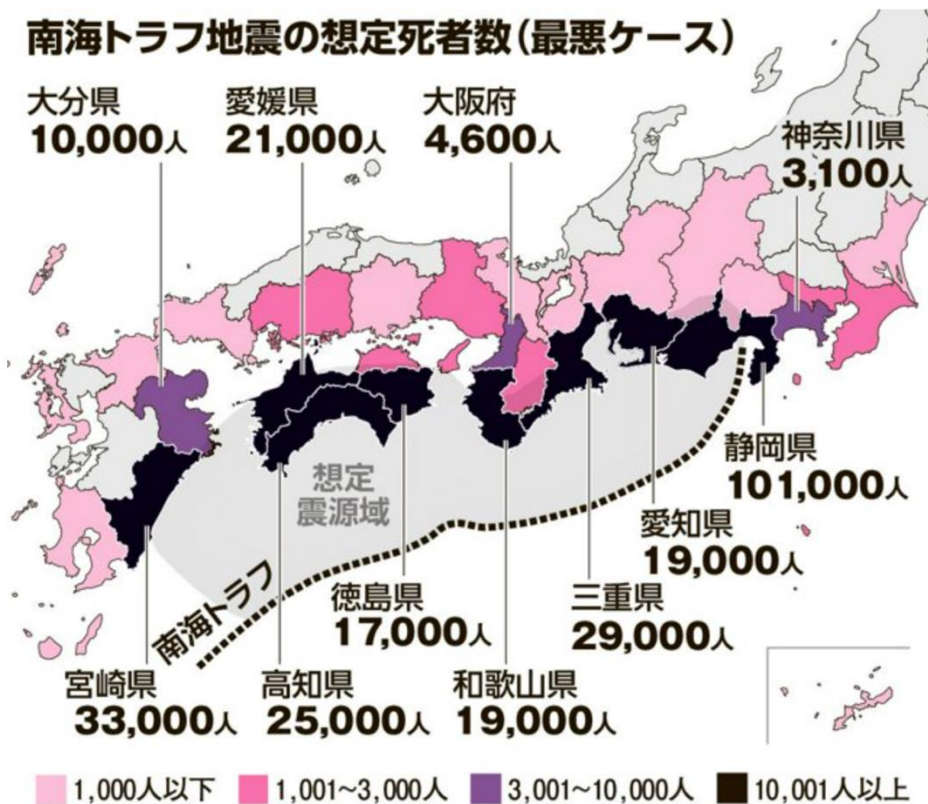 南海トラフ地震の想定死者数(最悪ケース)
大分県
10,000人
愛媛県
21,000人
大阪府
4,600人
神奈川県
3,100人
想定
震源域
南海トラフ
静岡県
101,000人
愛知県
19,000人
徳島県
17,000人
三重県
29,000人
宮崎県
33,000人
高知県
25,000人
和歌山県
19,000人
1,000人以下
1,001~3,000人
3,001~10,000人
10,001人以上